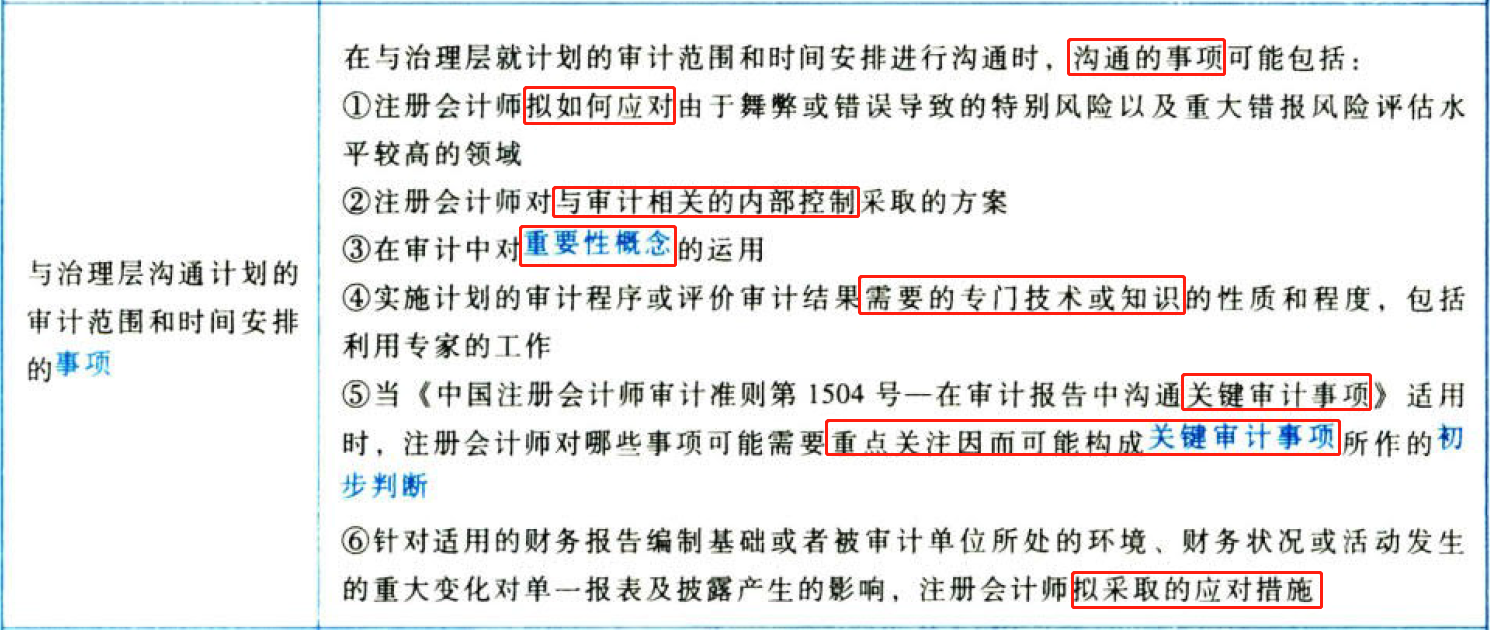 与治理层沟通计划的
审计范围和时间安排
的事项
在与治理层就计划的审计范围和时间安排进行沟通时，沟通的事项可能包括：
①注册会计师拟如何应对由于舞弊或错误导致的特别风险以及重大错报风险评估水
平较高的领域
②注册会计师对与审计相关的内部控制采取的方案
③在审计中对重要性概念的运用
④实施计划的审计程序或评价审计结果需要的专门技术或知识的性质和程度，包括
利用专家的工作
⑤当《中国注册会计师审计准则第 1504 号—在审计报告中沟通关键审计事项》适用
时，注册会计师对哪些事项可能需要重点关注因而可能构成关键审计事项所作的初
步判断
⑥针对适用的财务报告编制基础或者被审计单位所处的环境、财务状况或活动发生
的重大变化对单一报表及披露产生的影响，注册会计师拟采取的应对措施